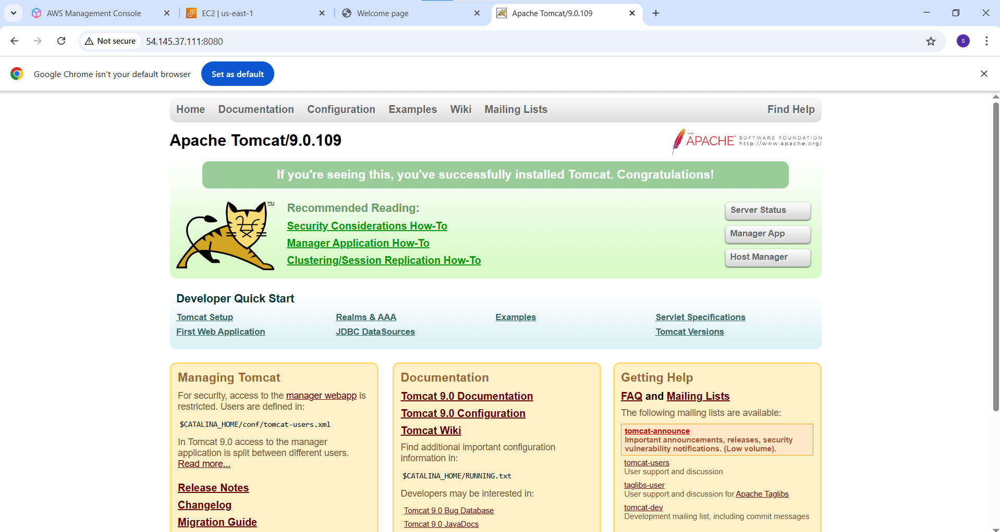 AWS Management Console
EC2 | us-east-1
Welcome page
Apache Tomcat/9.0.109
Not secure
54.145.37.111:8080
S
Google Chrome isn't your default browser
Set as default
Home Documentation Configuration Examples Wiki Mailing Lists Find Help
Apache Tomcat/9.0.109
THE
APACHE
SOFTWARE FOUNDATION
http://www.apache.org/
If you're seeing this, you've successfully installed Tomcat. Congratulations!
TM
Recommended Reading:
Security Considerations How-To
Manager Application How-To
Clustering/Session Replication How-To
Server Status
Manager App
Host Manager
Developer Quick Start
Tomcat Setup
First Web Application
Realms & AAA
JDBC DataSources
Examples
Servlet Specifications
Tomcat Versions
Managing Tomcat
For security, access to the manager webapp is
restricted. Users are defined in:
$CATALINA_HOME/conf/tomcat-users.xml
In Tomcat 9.0 access to the manager
application is split between different users.
Read more...
Release Notes
Changelog
Migration Guide
Documentation
Tomcat 9.0 Documentation
Tomcat 9.0 Configuration
Tomcat Wiki
Find additional important configuration
information in:
$CATALINA_HOME/RUNNING.txt
Developers may be interested in:
Tomcat 9.0 Bug Database
Tomcat 9.0 JavaDocs
Getting Help
FAQ and Mailing Lists
The following mailing lists are available:
tomcat-announce
Important announcements, releases, security
vulnerability notifications. (Low volume).
tomcat-users
User support and discussion
taglibs-user
User support and discussion for Apache Taglibs
tomcat-dev
Development mailing list, including commit messages